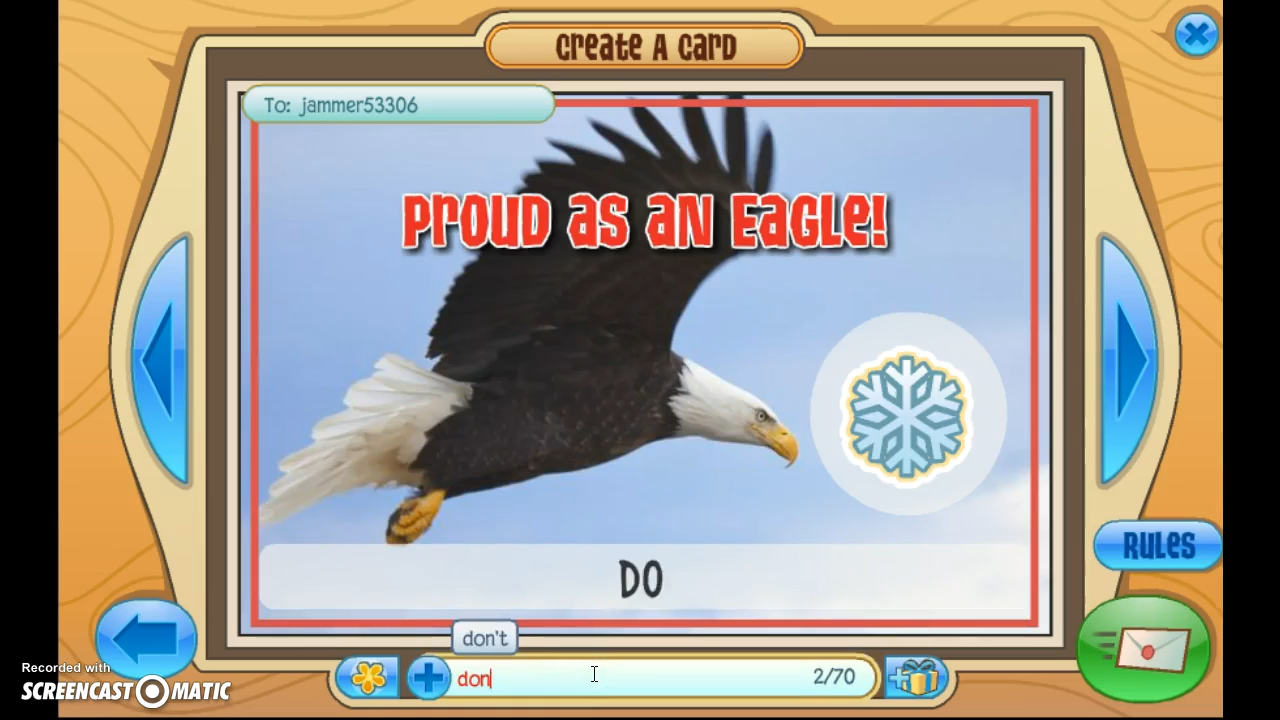 Create A Card
To: jammer53306
Proud as an Eagle!
RULES
DO
don't
don
2/70
Recorded with
SCREENCAST MATIC